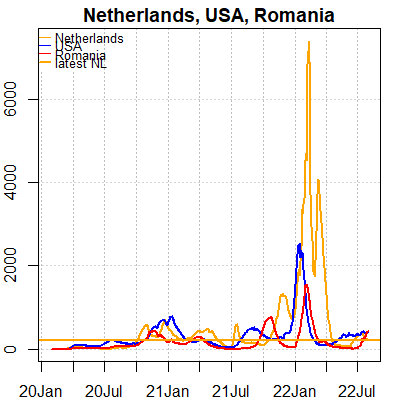 Netherlands, USA, Romania
Netherlands
USA
Romania
latest NL
6000
4000
2000
0
20Jan 20Jul 21Jan 21Jul 22Jan 22Jul